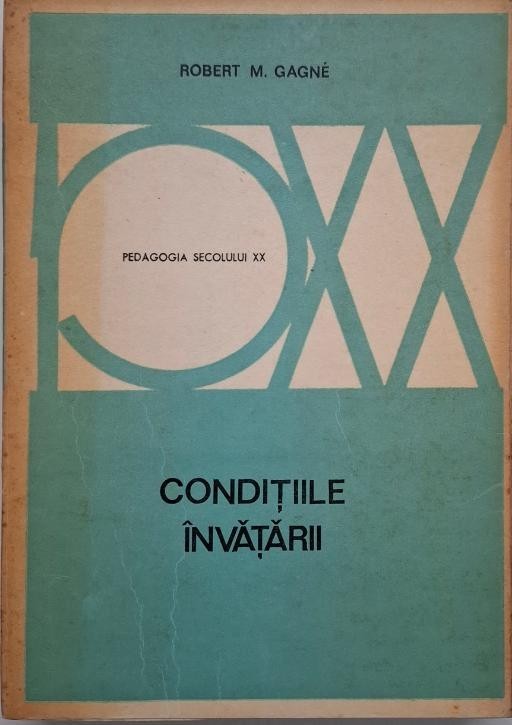 ROBERT M. GAGNÉ
PEDAGOGIA SECOLULUI XX
CONDIȚIILE
ÎNVĂȚĂRII